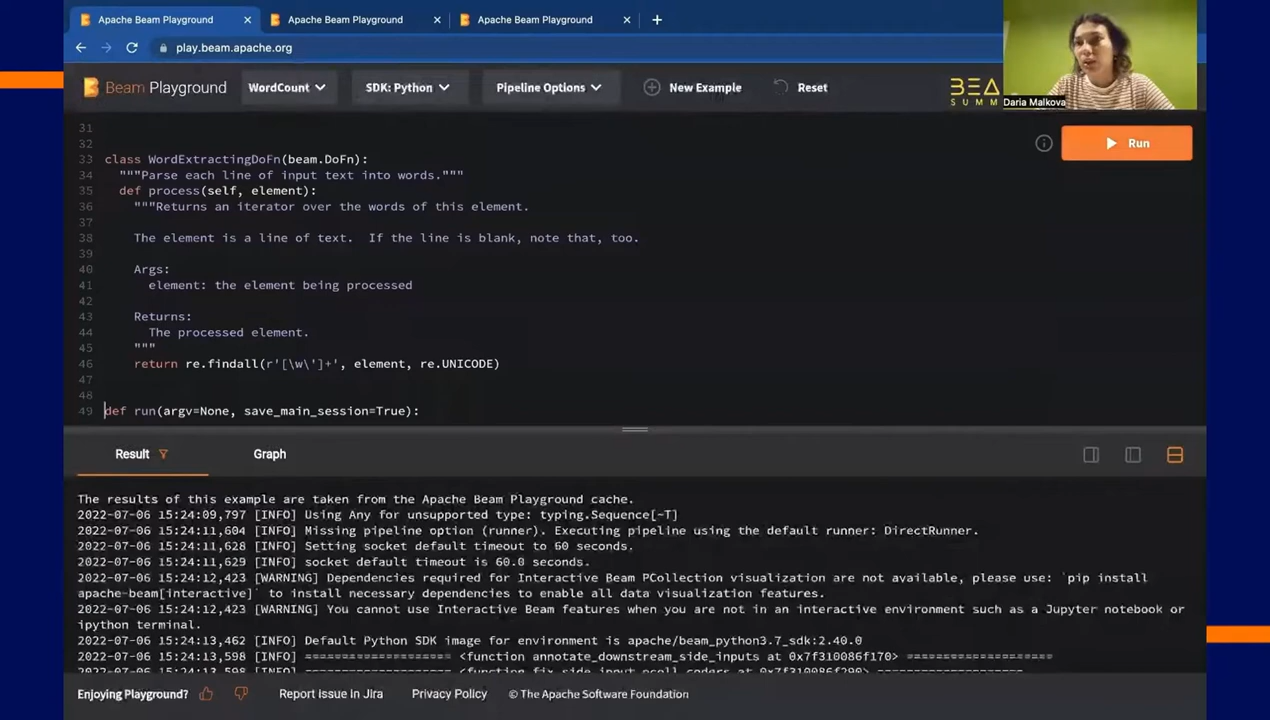 Apache Beam Playground
Apache Beam Playground
Apache Beam Playground
play.beam.apache.org
Beam Playground
WordCount
SDK: Python
Pipeline Options
New Example
Reset
BEA
SUMM
Daria Malkova
Run
31
32
33 class WordExtractingDoFn(beam.DoFn):
34 """Parse each line of input text into words."""
35 def process(self, element):
36 """Returns an iterator over the words of this element.
37
38 The element is a line of text.  If the line is blank, note that, too.
39
40 Args:
41 element: the element being processed
42
43 Returns:
44 The processed element.
45 """
46 return re.findall(r'[\w\']+', element, re.UNICODE)
47
48
49 def run(argv=None, save_main_session=True):
Result
Graph
The results of this example are taken from the Apache Beam Playground cache.
2022-07-06 15:24:09,797 [INFO] Using Any for unsupported type: typing.Sequence[~T]
2022-07-06 15:24:11,604 [INFO] Missing pipeline option (runner). Executing pipeline using the default runner: DirectRunner.
2022-07-06 15:24:11,628 [INFO] Setting socket default timeout to 60 seconds.
2022-07-06 15:24:11,629 [INFO] socket default timeout is 60.0 seconds.
2022-07-06 15:24:12,423 [WARNING] Dependencies required for Interactive Beam PCollection visualization are not available, please use: `pip install
apache-beam[interactive]` to install necessary dependencies to enable all data visualization features.
2022-07-06 15:24:12,423 [WARNING] You cannot use Interactive Beam features when you are not in an interactive environment such as a Jupyter notebook or
ipython terminal.
2022-07-06 15:24:13,462 [INFO] Default Python SDK image for environment is apache/beam_python3.7_sdk:2.40.0
2022-07-06 15:24:13,598 [INFO] ==================== <function annotate_downstream_side_inputs at 0x7f310086f170> ====================
2022-07-06 15:24:13,598 [INFO] ==================== <function fix_side_input_pcoll_coders at 0x7f310086f290> ====================
Enjoying Playground?
Report Issue in Jira
Privacy Policy
© The Apache Software Foundation